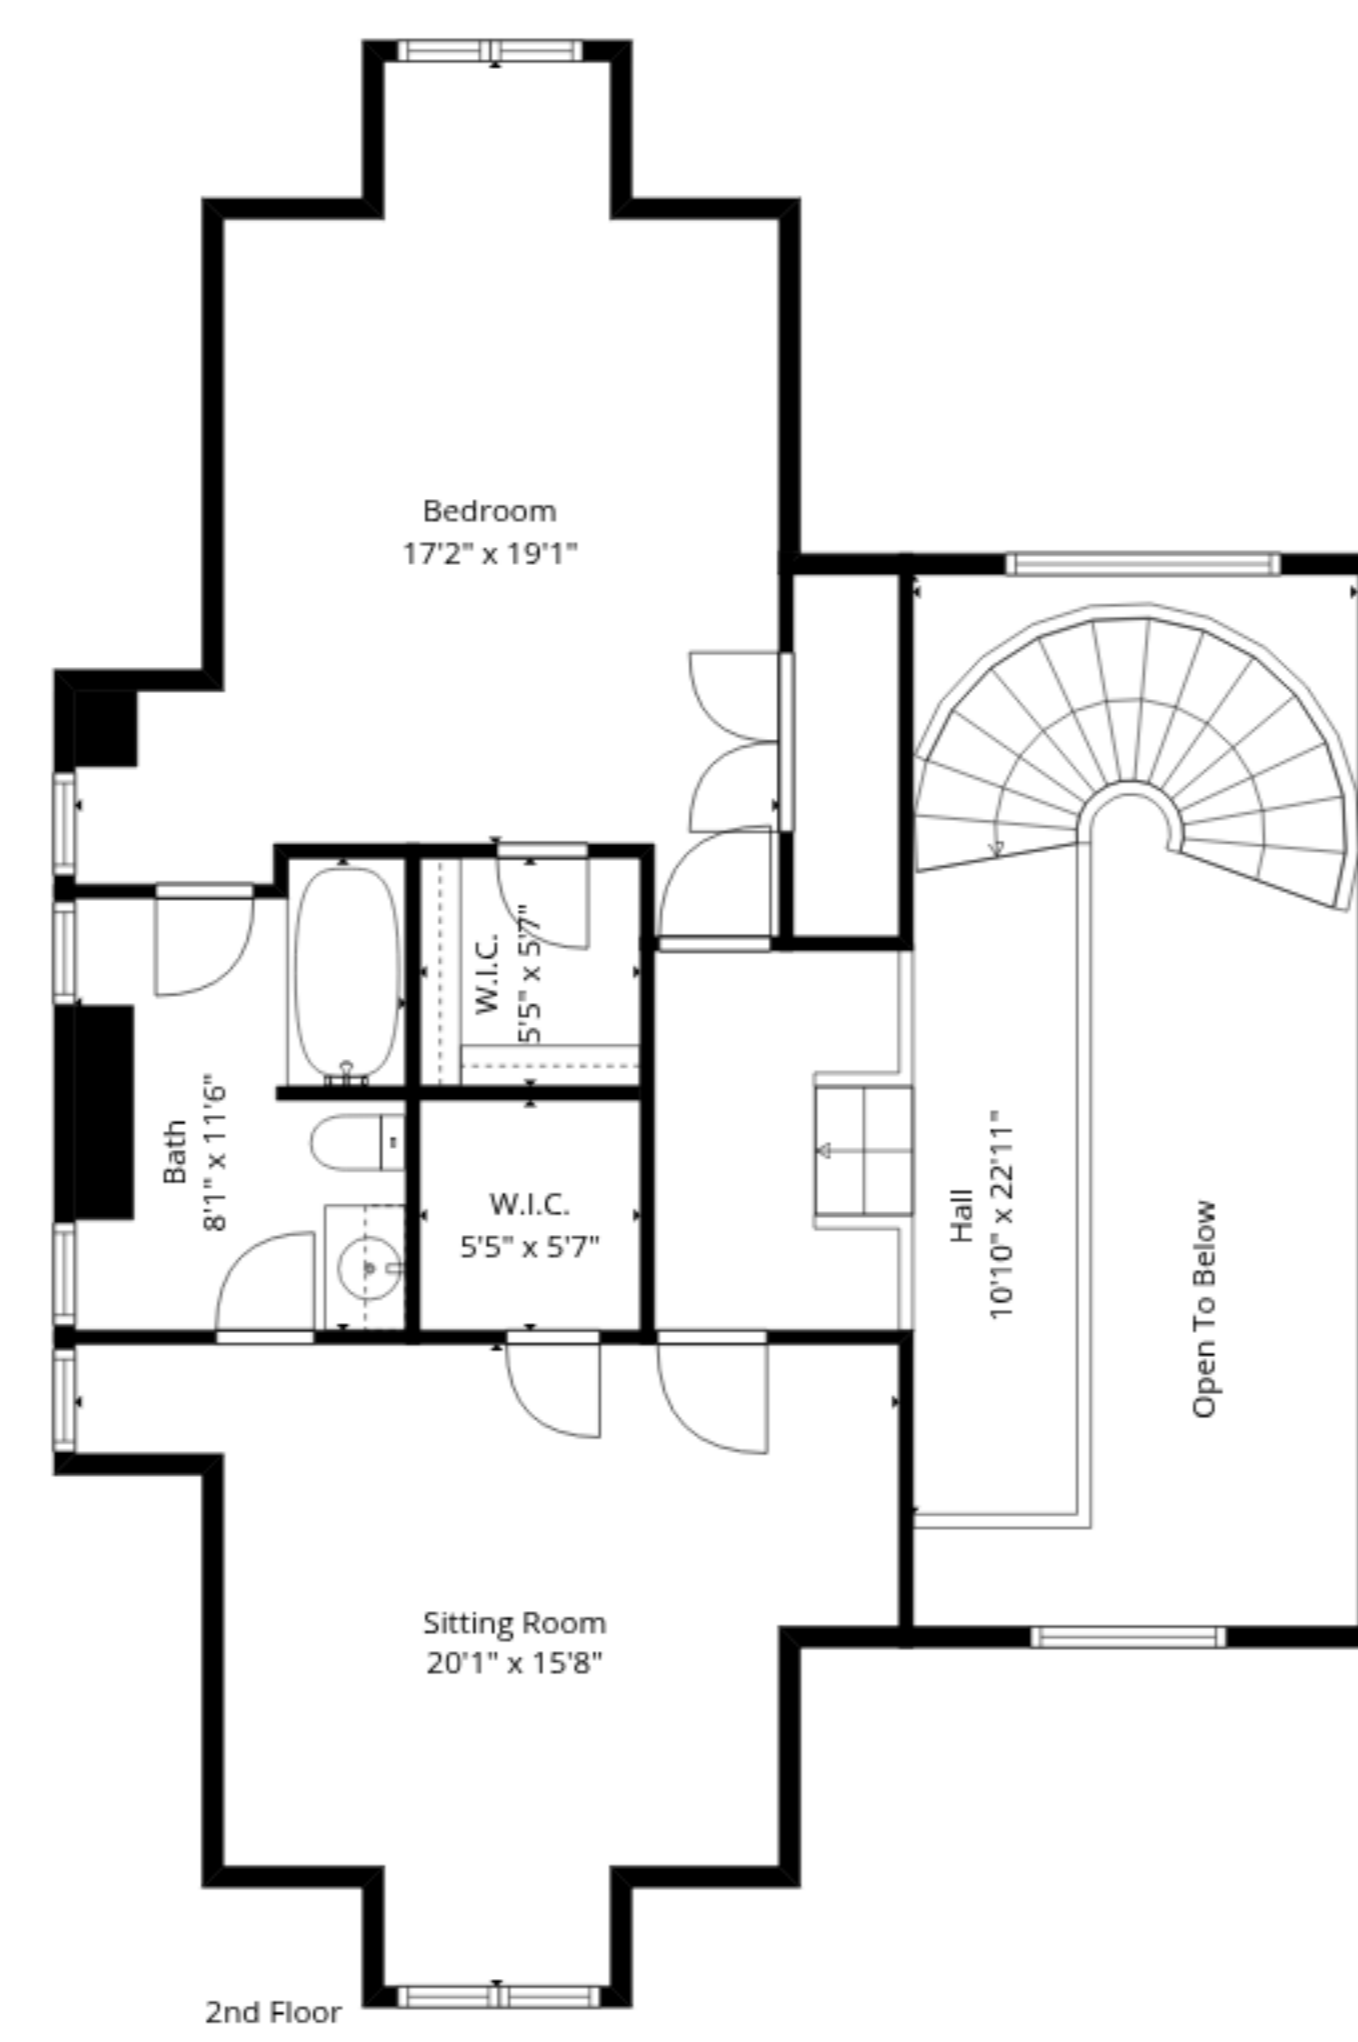 Bedroom
17'2" x 19'1"
W.I.C.
5'5" x 5'7"
Bath
8'1" x 11'6"
W.I.C.
5'5" x 5'7"
Hall
10'10" x 22'11"
Open To Below
Sitting Room
20'1" x 15'8"
2nd Floor